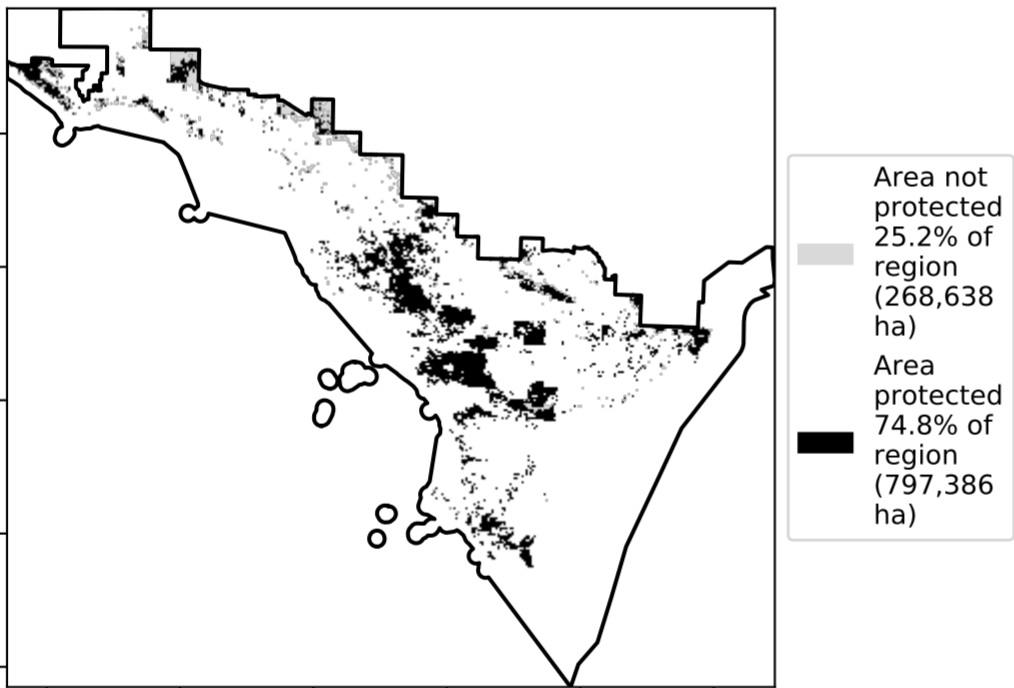 Area not
protected
25.2% of
region
(268,638
ha)
Area
protected
74.8% of
region
(797,386
ha)